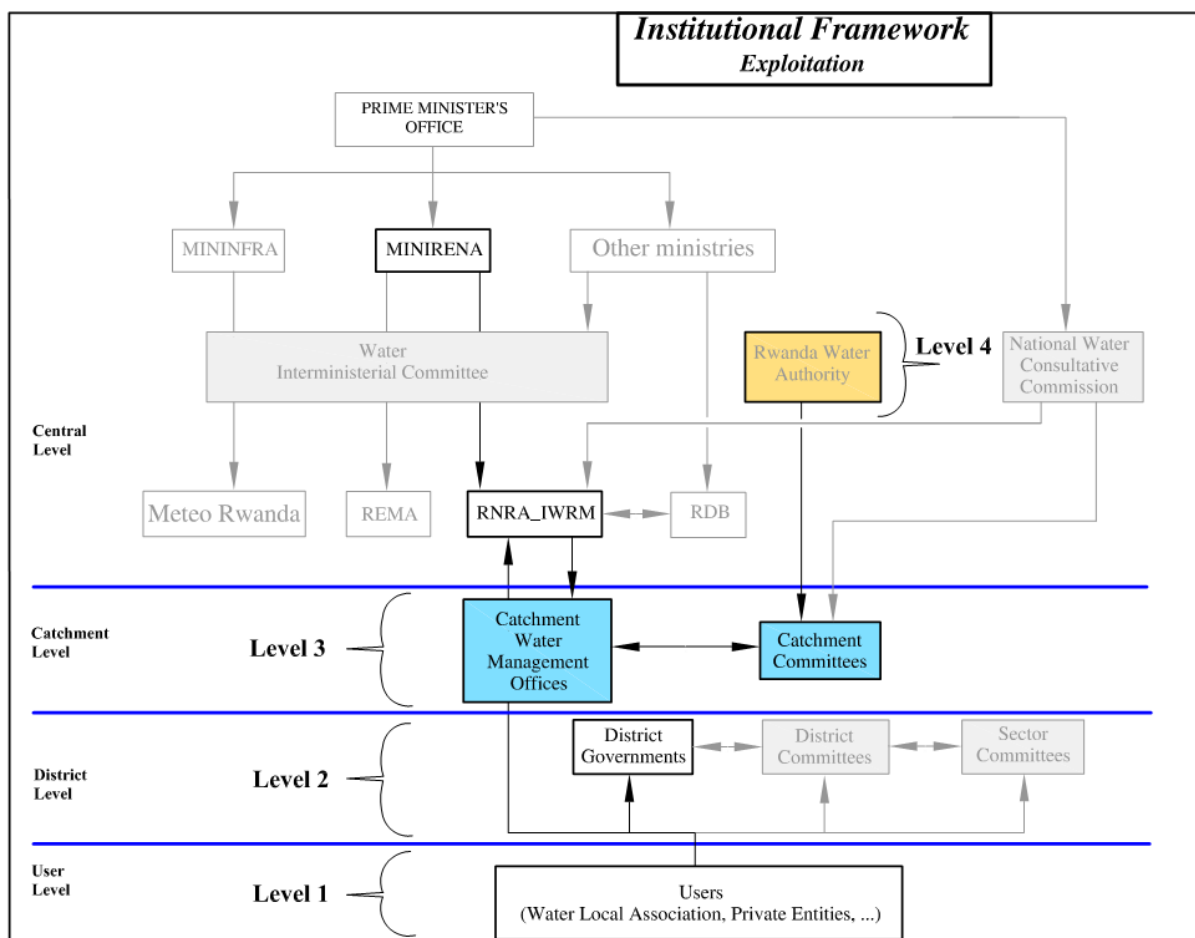 Institutional Framework
Exploitation
PRIME MINISTER'S
OFFICE
MININFRA
MINIRENA
Other ministries
Water
Interministerial Committee
Rwanda Water
Authority
Level 4
National Water
Consultative
Commission
Central
Level
Meteo Rwanda
REMA
RNRA_IWRM
RDB
Catchment
Level
Level 3
Catchment
Water
Management
Offices
Catchment
Committees
District
Level
Level 2
District
Governments
District
Committees
Sector
Committees
User
Level
Level 1
Users
(Water Local Association, Private Entities, ...)